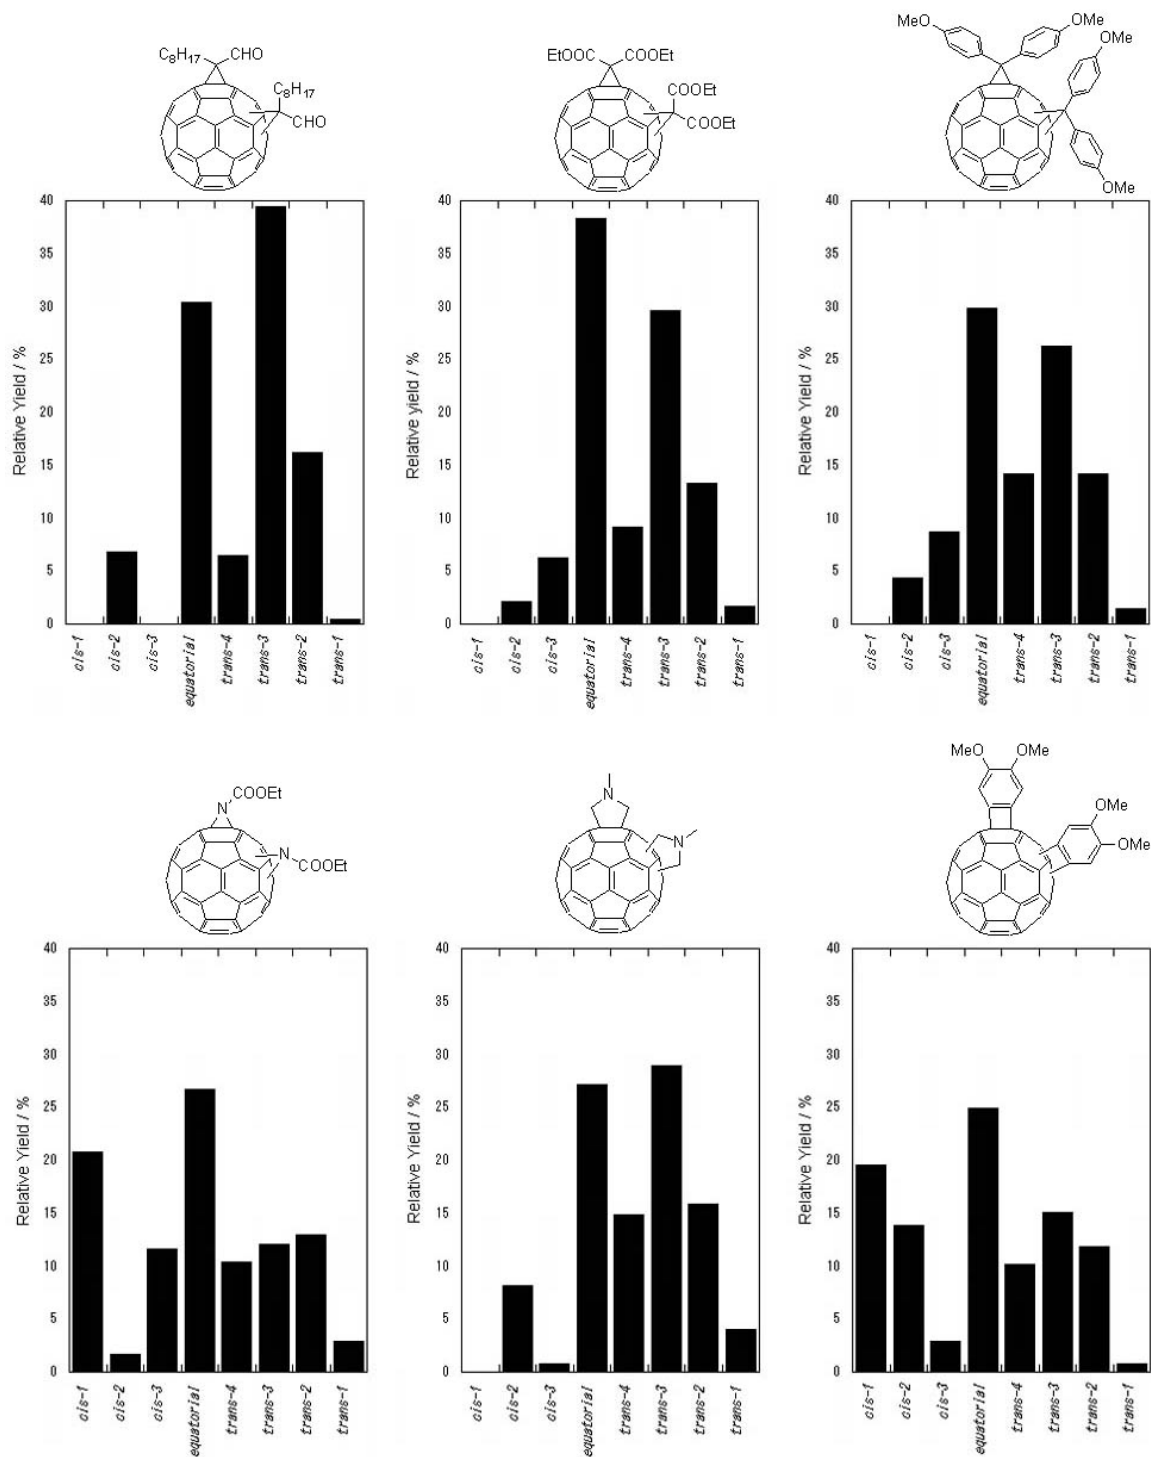 C8H17 CHO
C8H17
CHO
EtOOC COOEt
COOEt
COOEt
MeO OMe
OMe
OMe
40
35
30
25
20
15
10
5
0
Relative Yield / %
cis-1
cis-2
cis-3
equatorial
trans-4
trans-3
trans-2
trans-1
40
35
30
25
20
15
10
5
0
Relative yield / %
cis-1
cis-2
cis-3
equatorial
trans-4
trans-3
trans-2
trans-1
40
35
30
25
20
15
10
5
0
Relative Yield / %
cis-1
cis-2
cis-3
equatorial
trans-4
trans-3
trans-2
trans-1
N COOEt
N COOEt
N
N
MeO OMe
OMe
OMe
40
35
30
25
20
15
10
5
0
Relative Yield / %
cis-1
cis-2
cis-3
equatorial
trans-4
trans-3
trans-2
trans-1
40
35
30
25
20
15
10
5
0
Relative Yield / %
cis-1
cis-2
cis-3
equatorial
trans-4
trans-3
trans-2
trans-1
40
35
30
25
20
15
10
5
0
Relative Yield / %
cis-1
cis-2
cis-3
equatorial
trans-4
trans-3
trans-2
trans-1